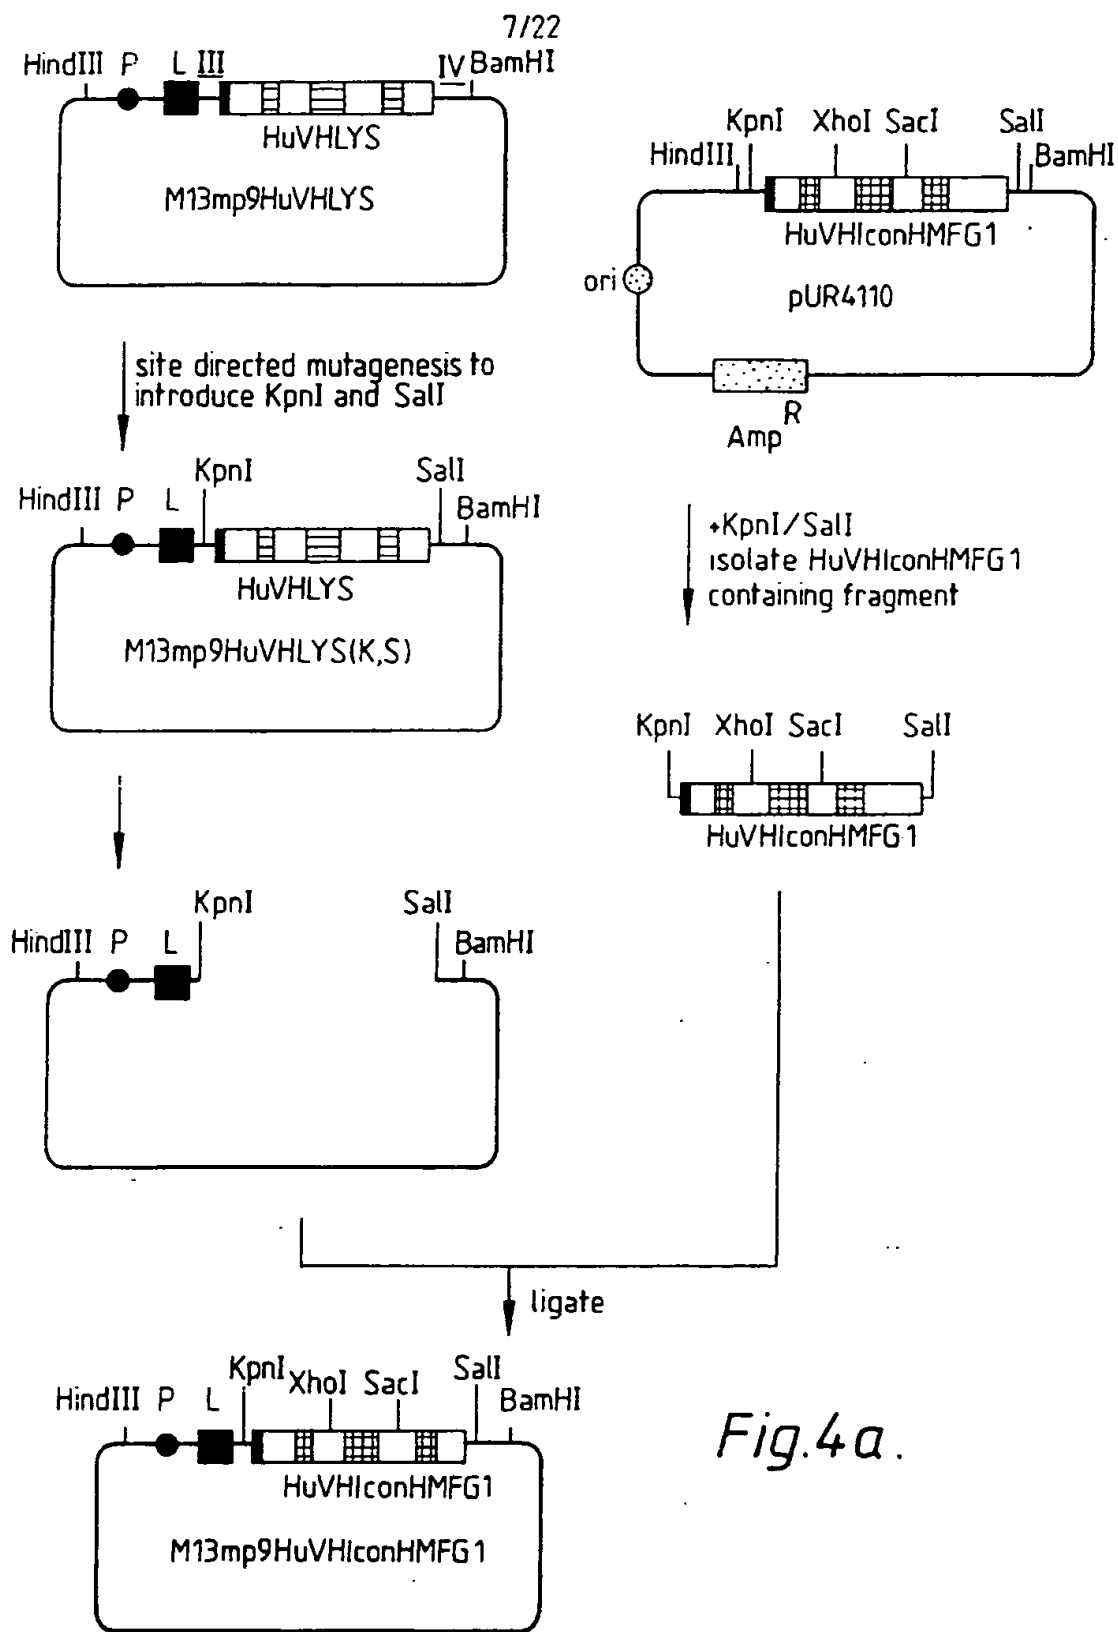 7/22
HindIII P L III IV BamHI
HuVHLYS
M13mp9HuVHLYS
site directed mutagenesis to
introduce KpnI and SalI
KpnI SalI
HindIII P L BamHI
HuVHLYS
M13mp9HuVHLYS(K,S)
KpnI SalI
HindIII P L BamHI
KpnI XhoI SacI SalI
HindIII BamHI
HuVHIconHMFG1
ori
pUR4110
Amp R
+KpnI/SalI
isolate HuVHIconHMFG1
containing fragment
KpnI XhoI SacI SalI
HuVHIconHMFG1
ligate
KpnI XhoI SacI SalI
HindIII P L BamHI
HuVHIconHMFG1
M13mp9HuVHIconHMFG1
Fig.4a.